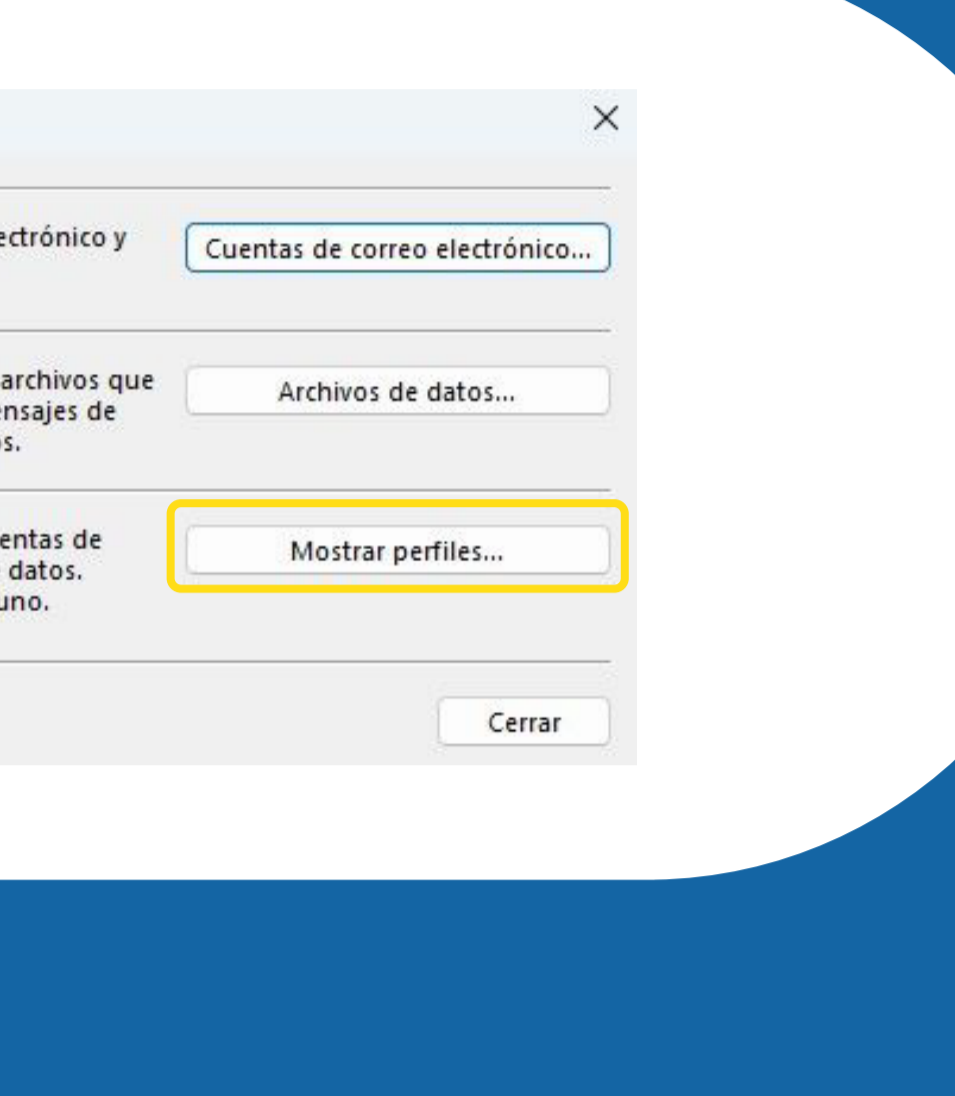 ectrónico y
Cuentas de correo electrónico...
archivos que
Archivos de datos...
ensajes de
os.
entas de
Mostrar perfiles...
datos.
uno.
Cerrar